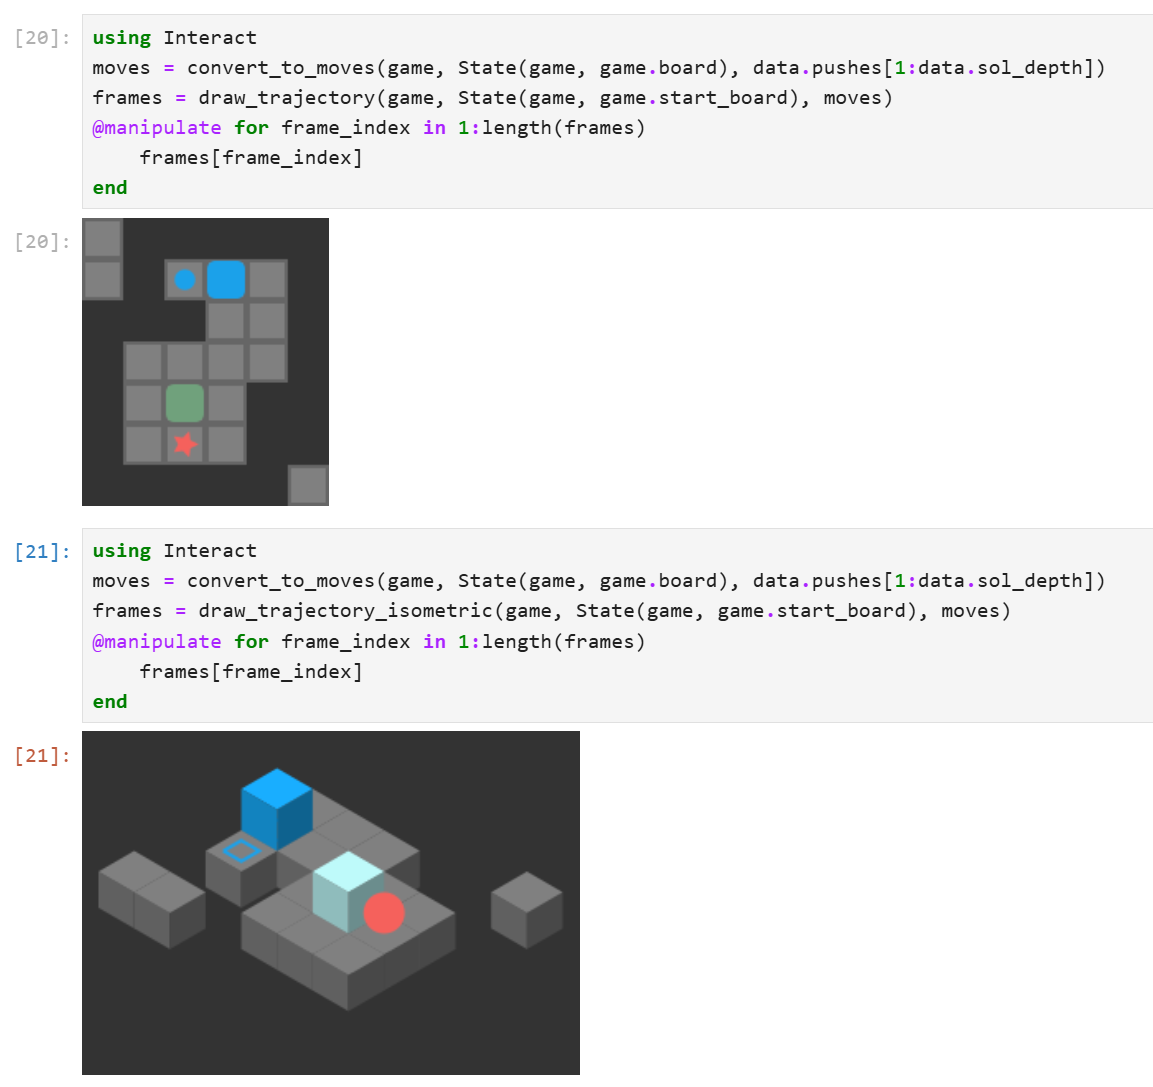 [20]:
using Interact
moves = convert_to_moves(game, State(game, game.board), data.pushes[1:data.sol_depth])
frames = draw_trajectory(game, State(game, game.start_board), moves)
@manipulate for frame_index in 1:length(frames)
    frames[frame_index]
end
[20]:
[21]:
using Interact
moves = convert_to_moves(game, State(game, game.board), data.pushes[1:data.sol_depth])
frames = draw_trajectory_isometric(game, State(game, game.start_board), moves)
@manipulate for frame_index in 1:length(frames)
    frames[frame_index]
end
[21]: